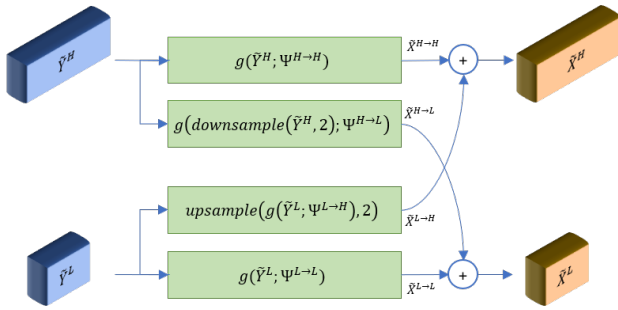 Ỹ^H
g(Ỹ^H; Ψ^{H→H})
X̃^{H→H}
+
X̃^H
g(downsample(Ỹ^H, 2); Ψ^{H→L})
X̃^{H→L}
upsample(g(Ỹ^L; Ψ^{L→H}), 2)
X̃^{L→H}
Ỹ^L
g(Ỹ^L; Ψ^{L→L})
X̃^{L→L}
+
X̃^L